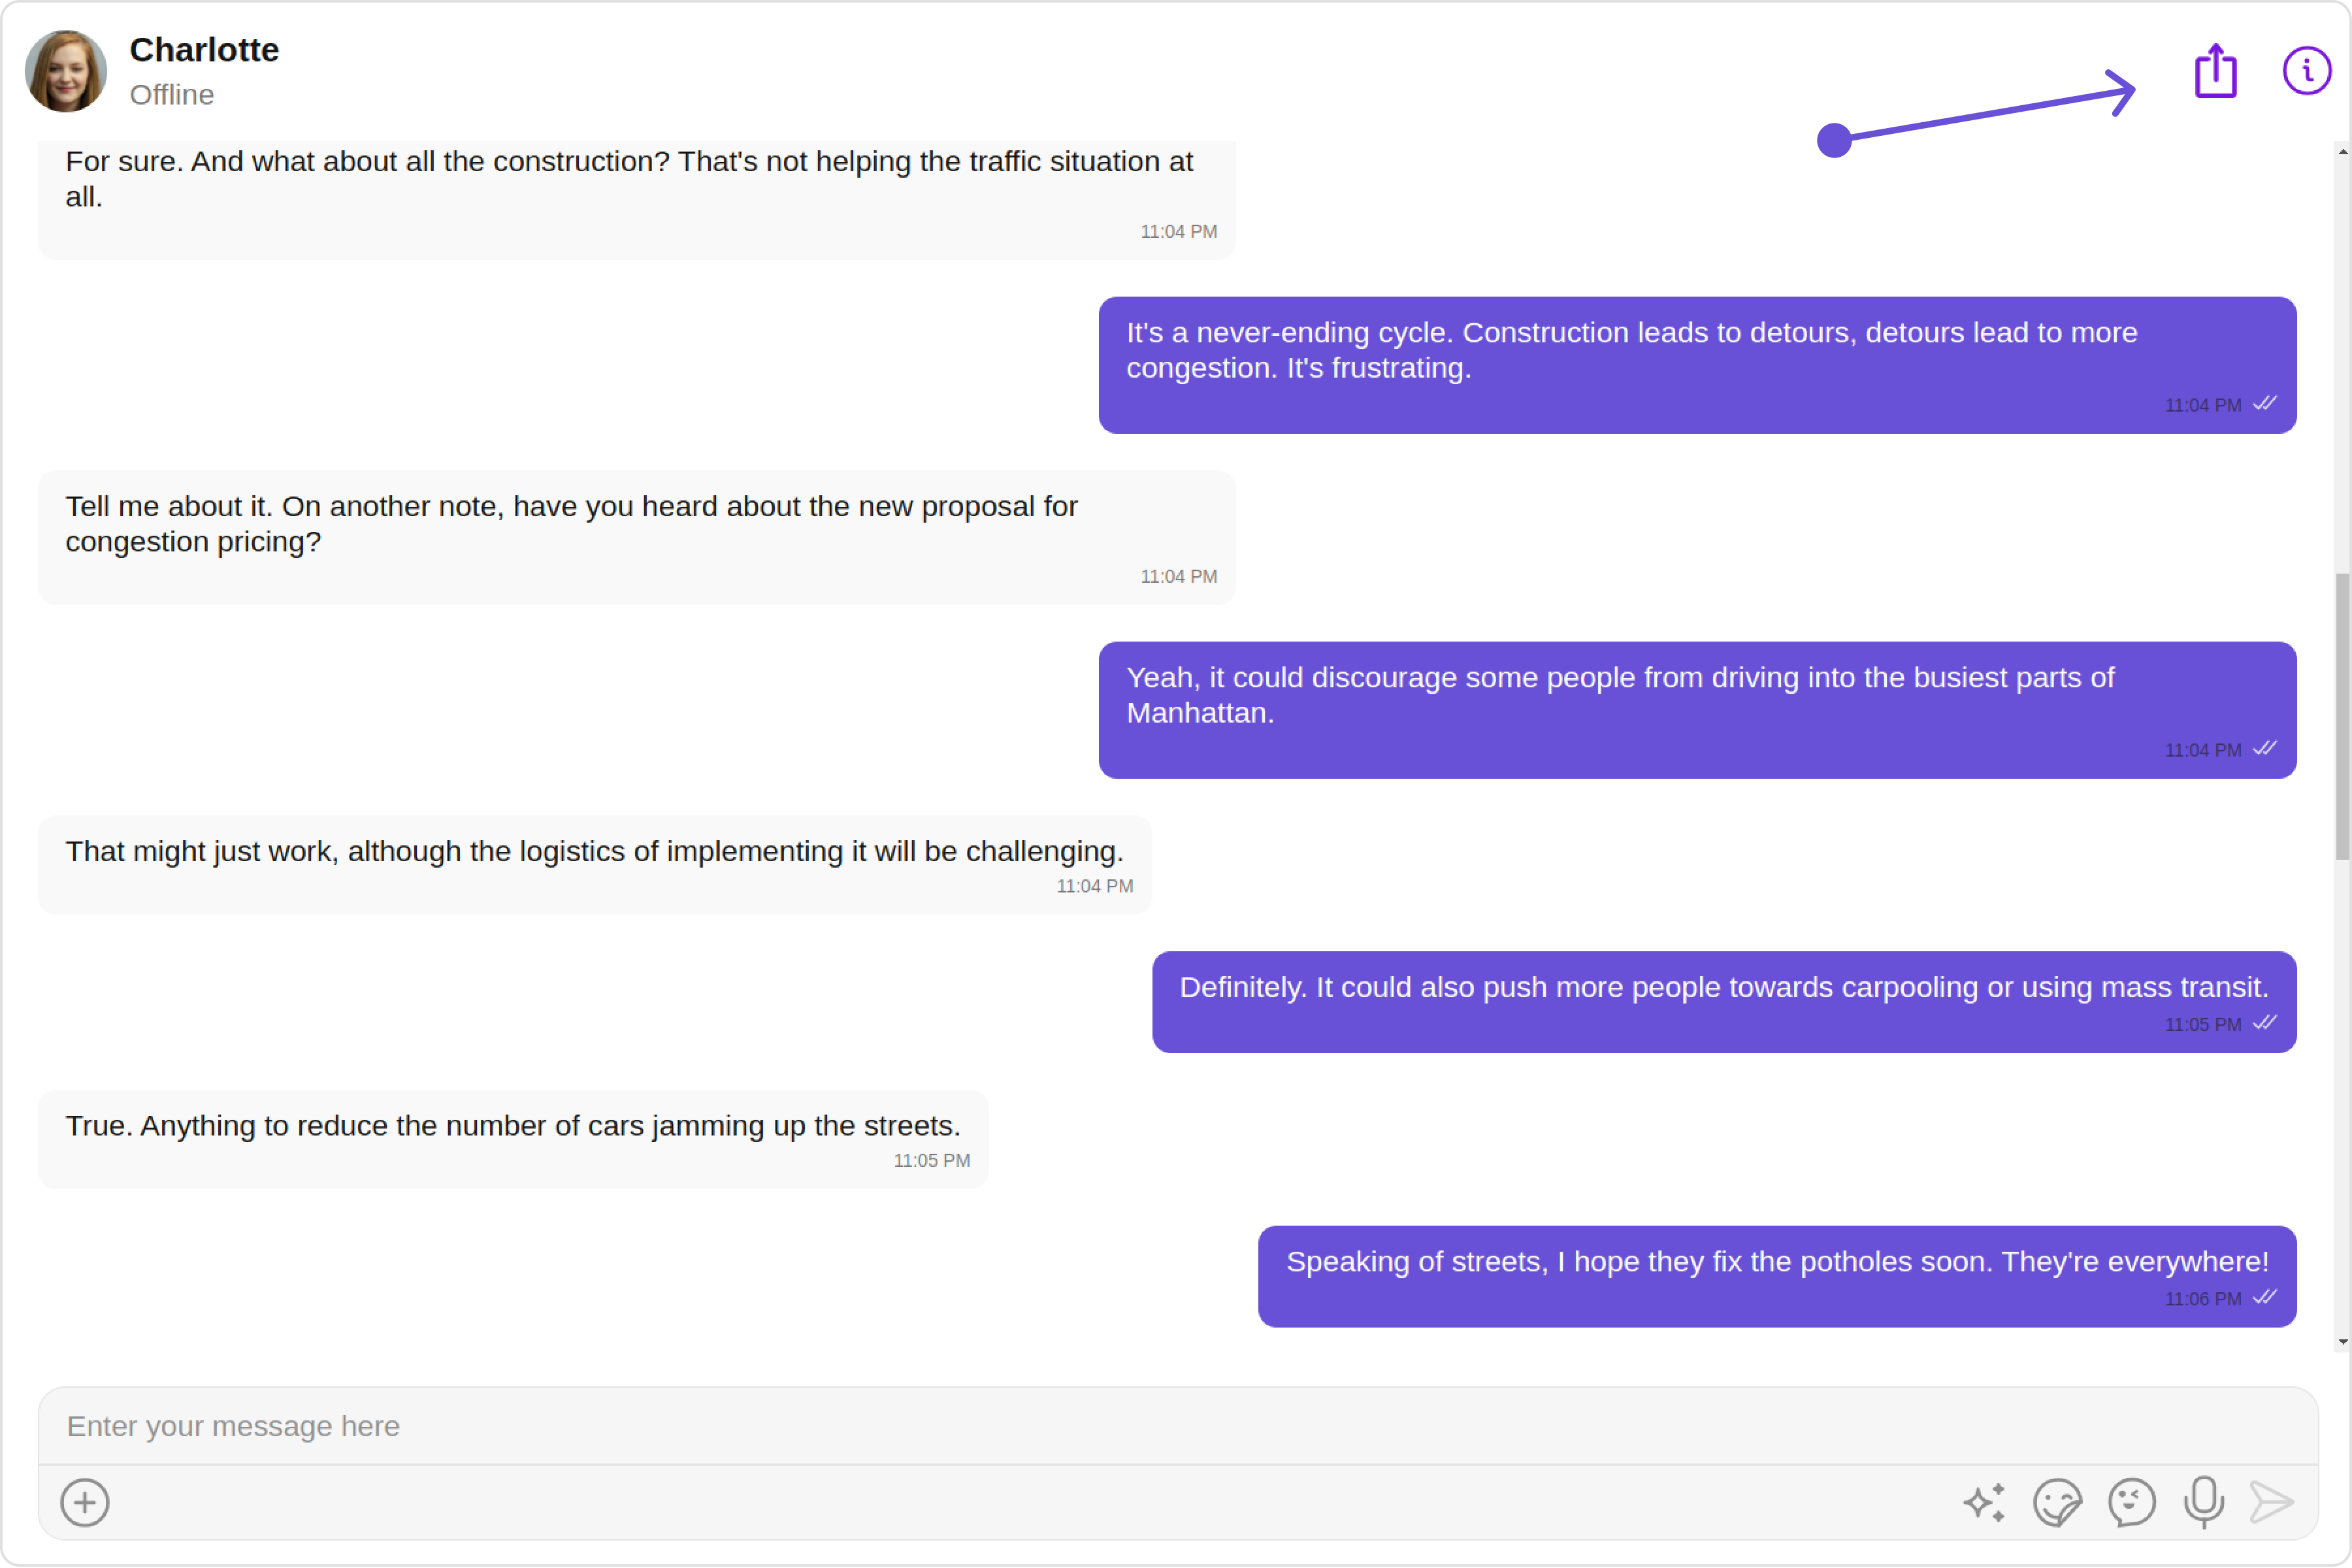 Charlotte
Offline
For sure. And what about all the construction? That's not helping the traffic situation at
all.
11:04 PM
It's a never-ending cycle. Construction leads to detours, detours lead to more
congestion. It's frustrating.
11:04 PM
Tell me about it. On another note, have you heard about the new proposal for
congestion pricing?
11:04 PM
Yeah, it could discourage some people from driving into the busiest parts of
Manhattan.
11:04 PM
That might just work, although the logistics of implementing it will be challenging.
11:04 PM
Definitely. It could also push more people towards carpooling or using mass transit.
11:05 PM
True. Anything to reduce the number of cars jamming up the streets.
11:05 PM
Speaking of streets, I hope they fix the potholes soon. They're everywhere!
11:06 PM
Enter your message here